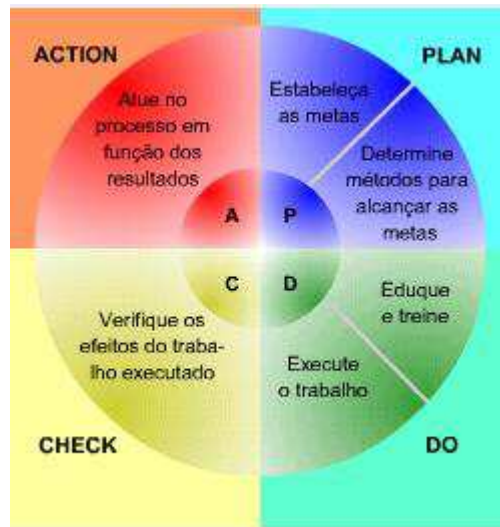 ACTION
PLAN
Atue no
processo em
função dos
resultados
Estabeleça
as metas
Determine
métodos para
alcançar as
metas
A
P
C
D
Verifique os
efeitos do traba-
lho executado
Eduque
e treine
Execute
o trabalho
CHECK
DO